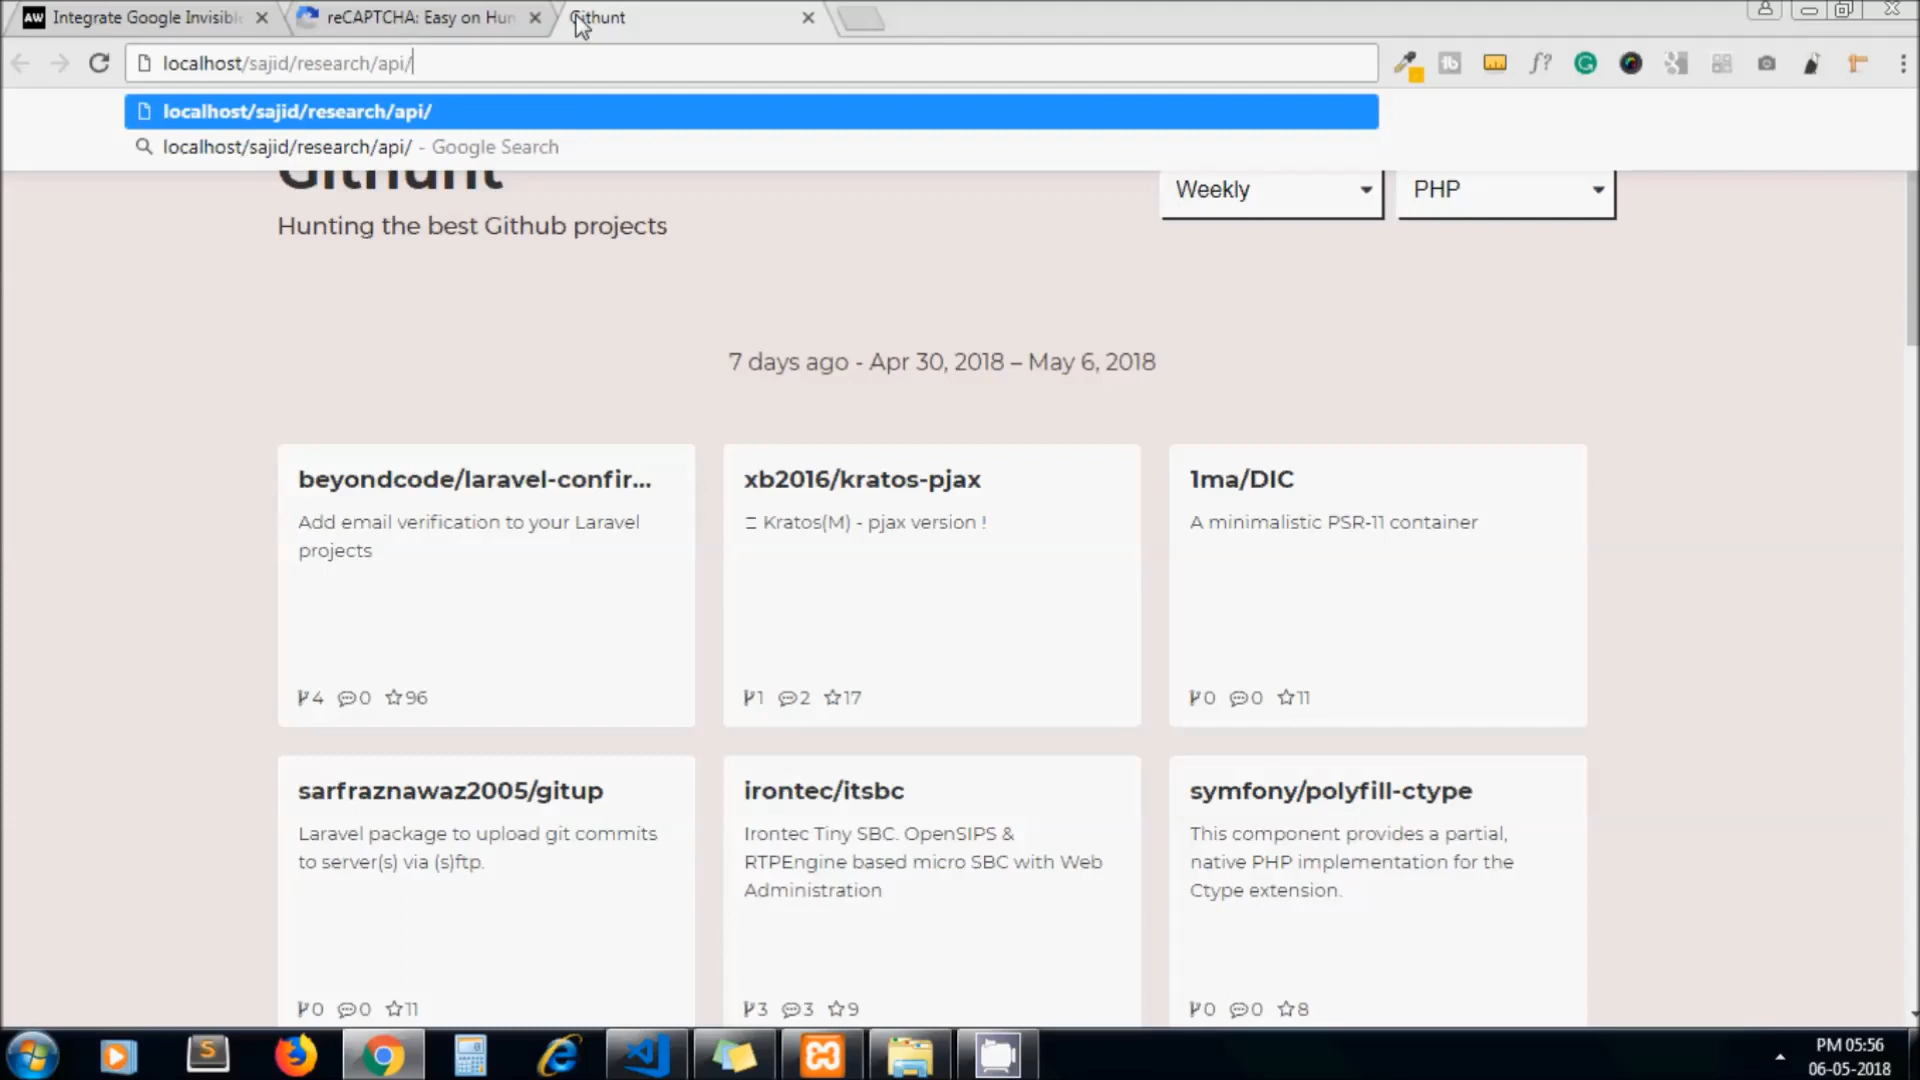 AW Integrate Google Invisibl
reCAPTCHA: Easy on Hun
Githunt
localhost/sajid/research/api/
localhost/sajid/research/api/
localhost/sajid/research/api/ - Google Search
Githunt
Hunting the best Github projects
Weekly
PHP
7 days ago - Apr 30, 2018 – May 6, 2018
beyondcode/laravel-confir...
Add email verification to your Laravel
projects
4 0 96
xb2016/kratos-pjax
Kratos(M) - pjax version !
1 2 17
1ma/DIC
A minimalistic PSR-11 container
0 0 11
sarfraznawaz2005/gitup
Laravel package to upload git commits
to server(s) via (s)ftp.
0 0 11
irontec/itsbc
Irontec Tiny SBC. OpenSIPS &
RTPEngine based micro SBC with Web
Administration
3 3 9
symfony/polyfill-ctype
This component provides a partial,
native PHP implementation for the
Ctype extension.
0 0 8
PM 05:56
06-05-2018